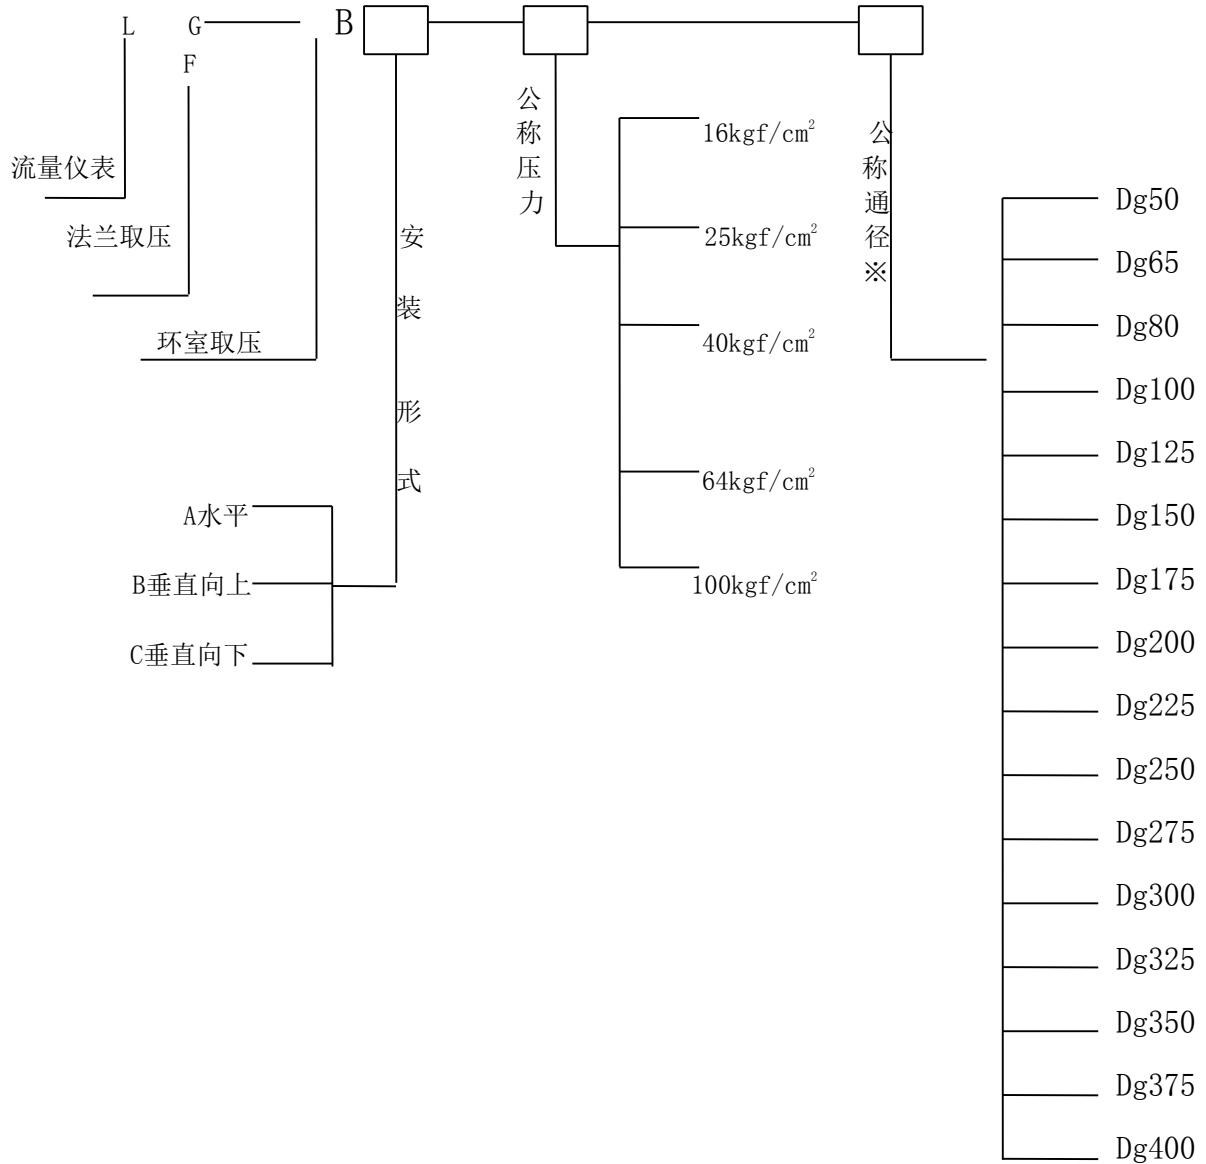 L G B
F
流量仪表
法兰取压
环室取压
安装形式
A水平
B垂直向上
C垂直向下
公称压力
16kgf/cm²
25kgf/cm²
40kgf/cm²
64kgf/cm²
100kgf/cm²
公称通径※
Dg50
Dg65
Dg80
Dg100
Dg125
Dg150
Dg175
Dg200
Dg225
Dg250
Dg275
Dg300
Dg325
Dg350
Dg375
Dg400